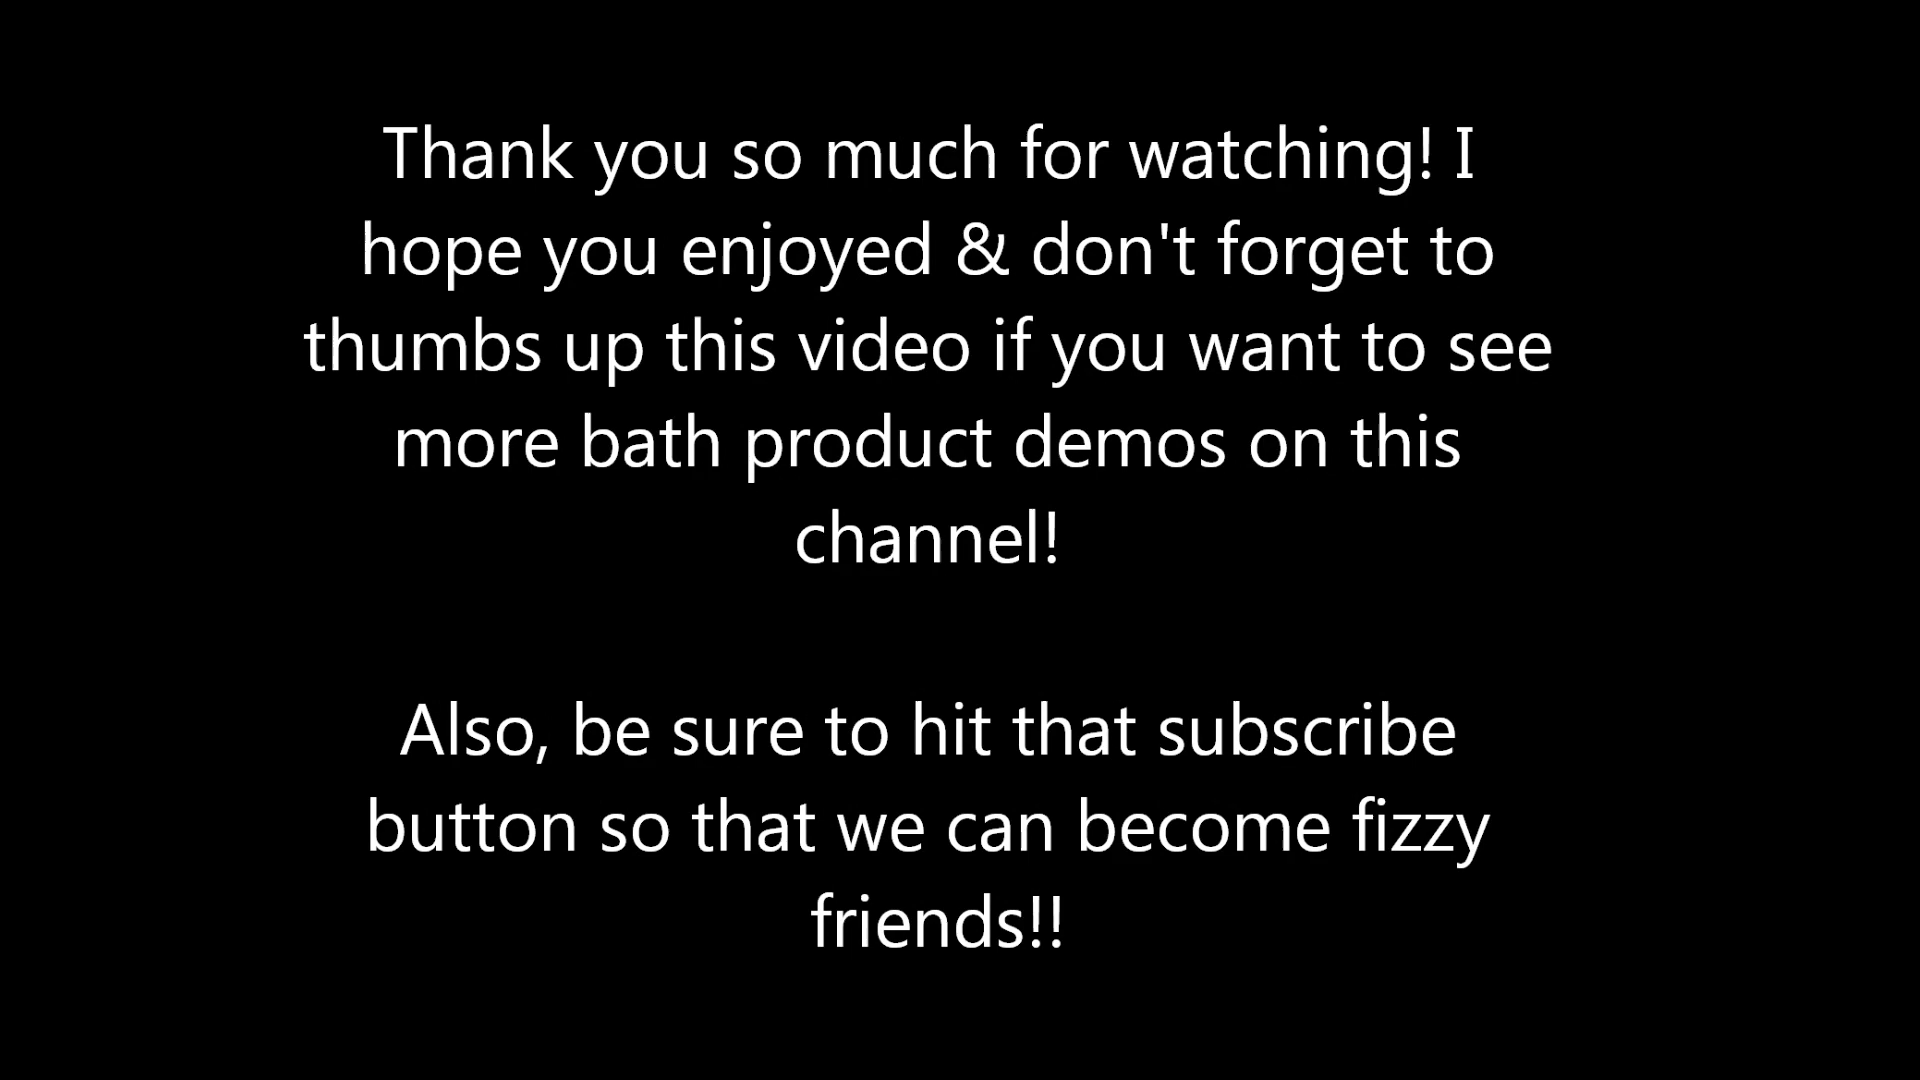 Thank you so much for watching! I
hope you enjoyed & don't forget to
thumbs up this video if you want to see
more bath product demos on this
channel!
Also, be sure to hit that subscribe
button so that we can become fizzy
friends!!